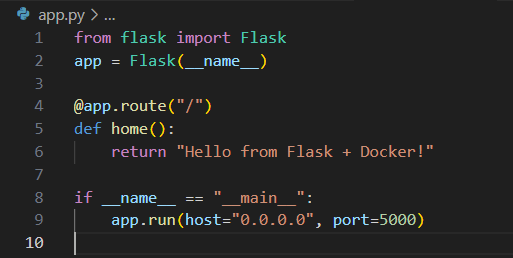 app.py > ...
1 from flask import Flask
2 app = Flask(__name__)
3
4 @app.route("/")
5 def home():
6     return "Hello from Flask + Docker!"
7
8 if __name__ == "__main__":
9     app.run(host="0.0.0.0", port=5000)
10